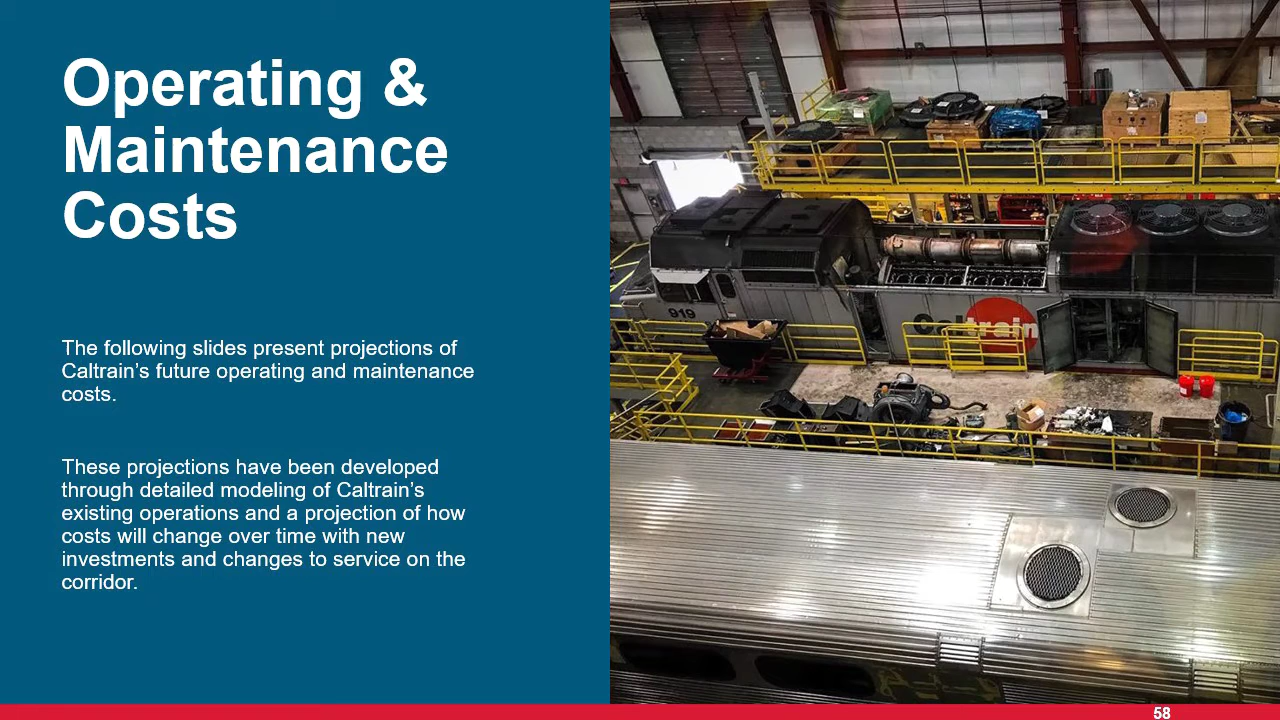 Operating &
Maintenance
Costs
The following slides present projections of
Caltrain’s future operating and maintenance
costs.
These projections have been developed
through detailed modeling of Caltrain’s
existing operations and a projection of how
costs will change over time with new
investments and changes to service on the
corridor.
919
Caltrain
58